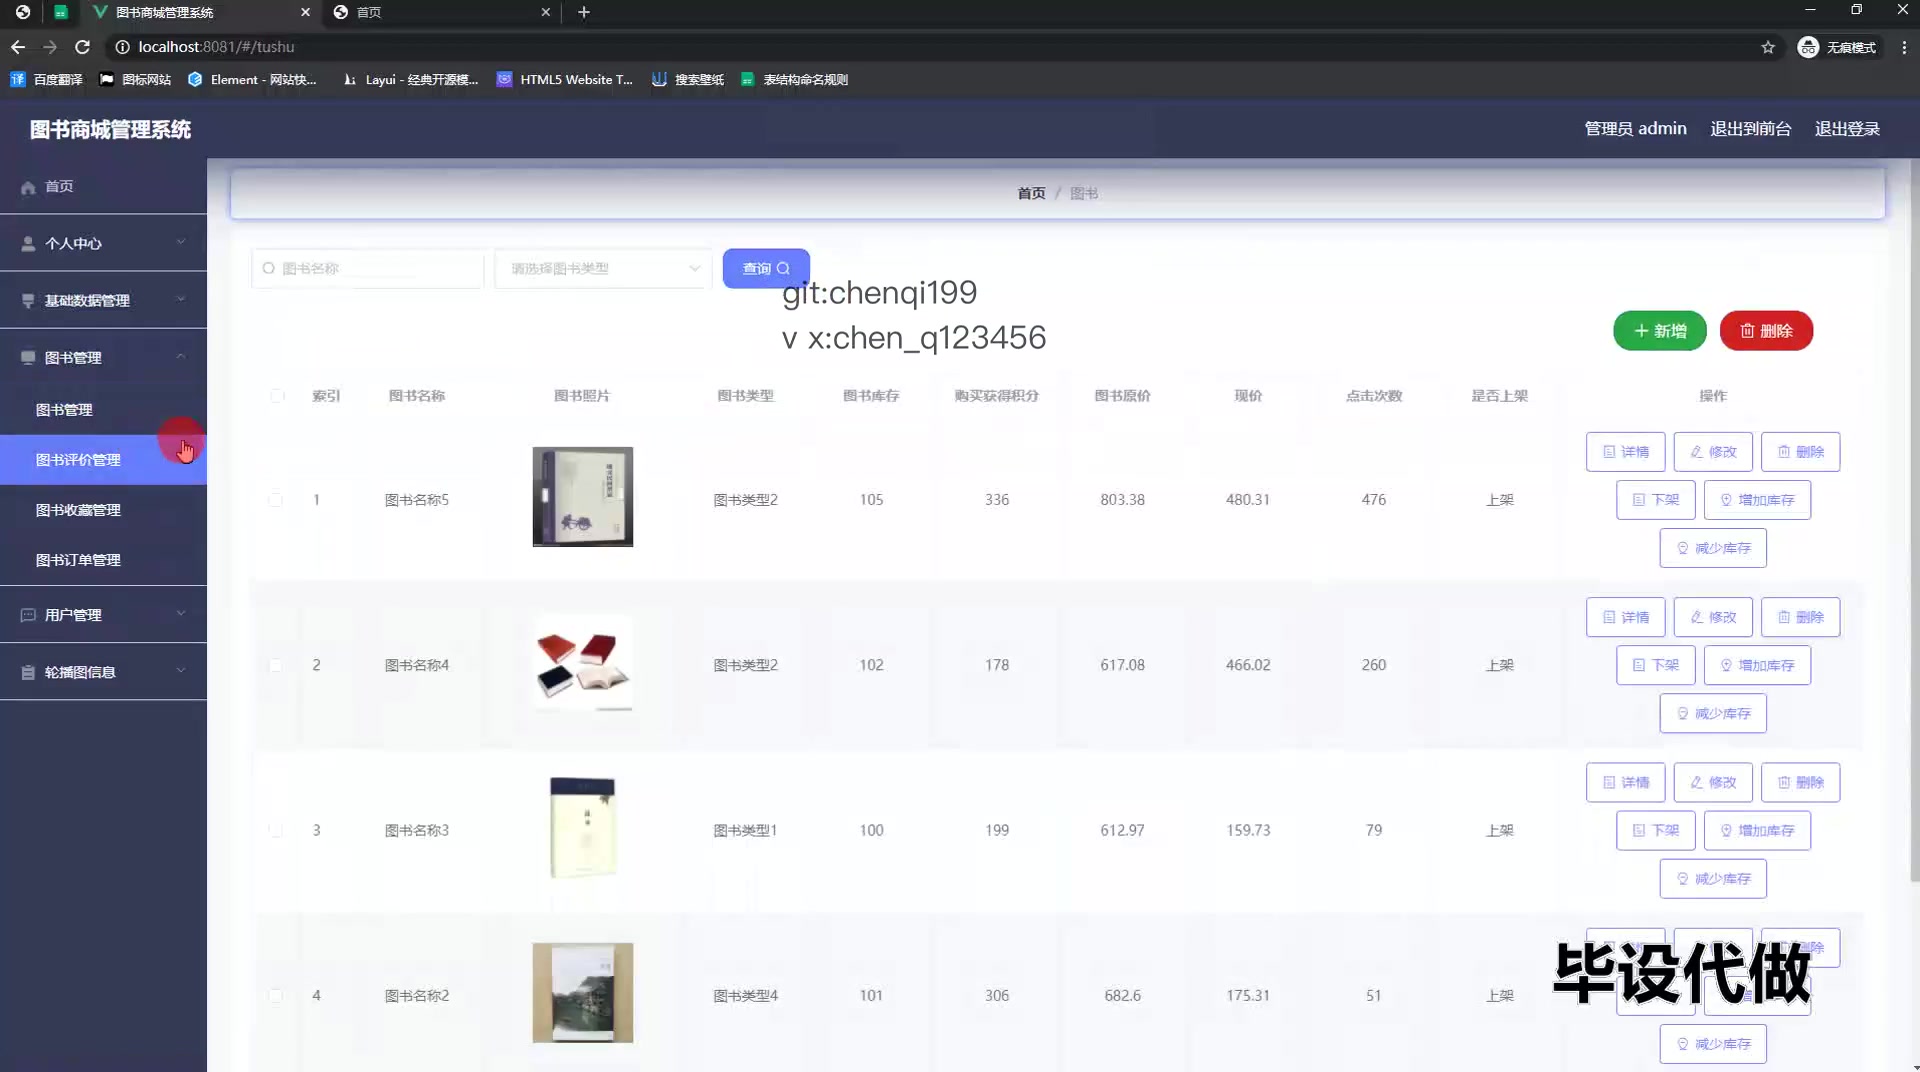 图书商城管理系统
首页
localhost:8081/#/tushu
无痕模式
百度翻译
图标网站
Element - 网站快...
Layui - 经典开源模...
HTML5 Website T...
搜索壁纸
表结构命名规则
图书商城管理系统
管理员 admin
退出到前台
退出登录
首页
个人中心
基础数据管理
图书管理
图书管理
图书评价管理
图书收藏管理
图书订单管理
用户管理
轮播图信息
首页 / 图书
图书名称
请选择图书类型
查询
git:chenqi199
v x:chen_q123456
新增
删除
索引 图书名称 图书照片 图书类型 图书库存 购买获得积分 图书原价 现价 点击次数 是否上架 操作
1 图书名称5 图书类型2 105 336 803.38 480.31 476 上架
详情 修改 删除
下架 增加库存
减少库存
2 图书名称4 图书类型2 102 178 617.08 466.02 260 上架
详情 修改 删除
下架 增加库存
减少库存
3 图书名称3 图书类型1 100 199 612.97 159.73 79 上架
详情 修改 删除
下架 增加库存
减少库存
4 图书名称2 图书类型4 101 306 682.6 175.31 51 上架
毕设代做
减少库存